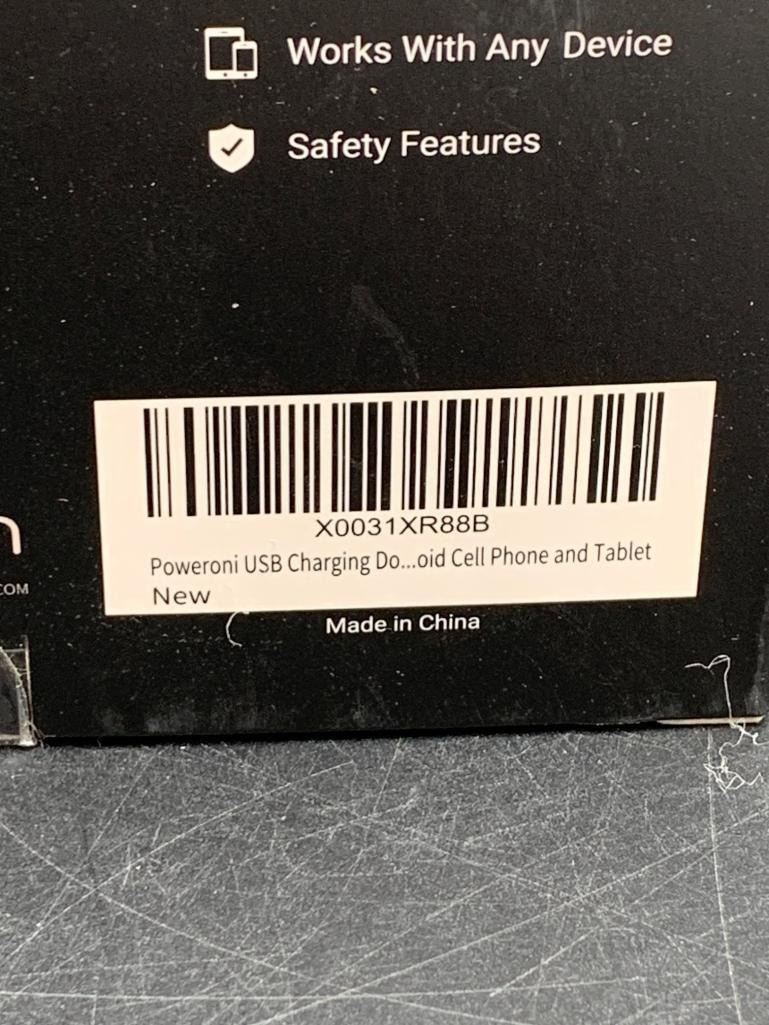 Works With Any Device
Safety Features
X0031XR88B
Poweroni USB Charging Do...oid Cell Phone and Tablet
New
COM
Made in China